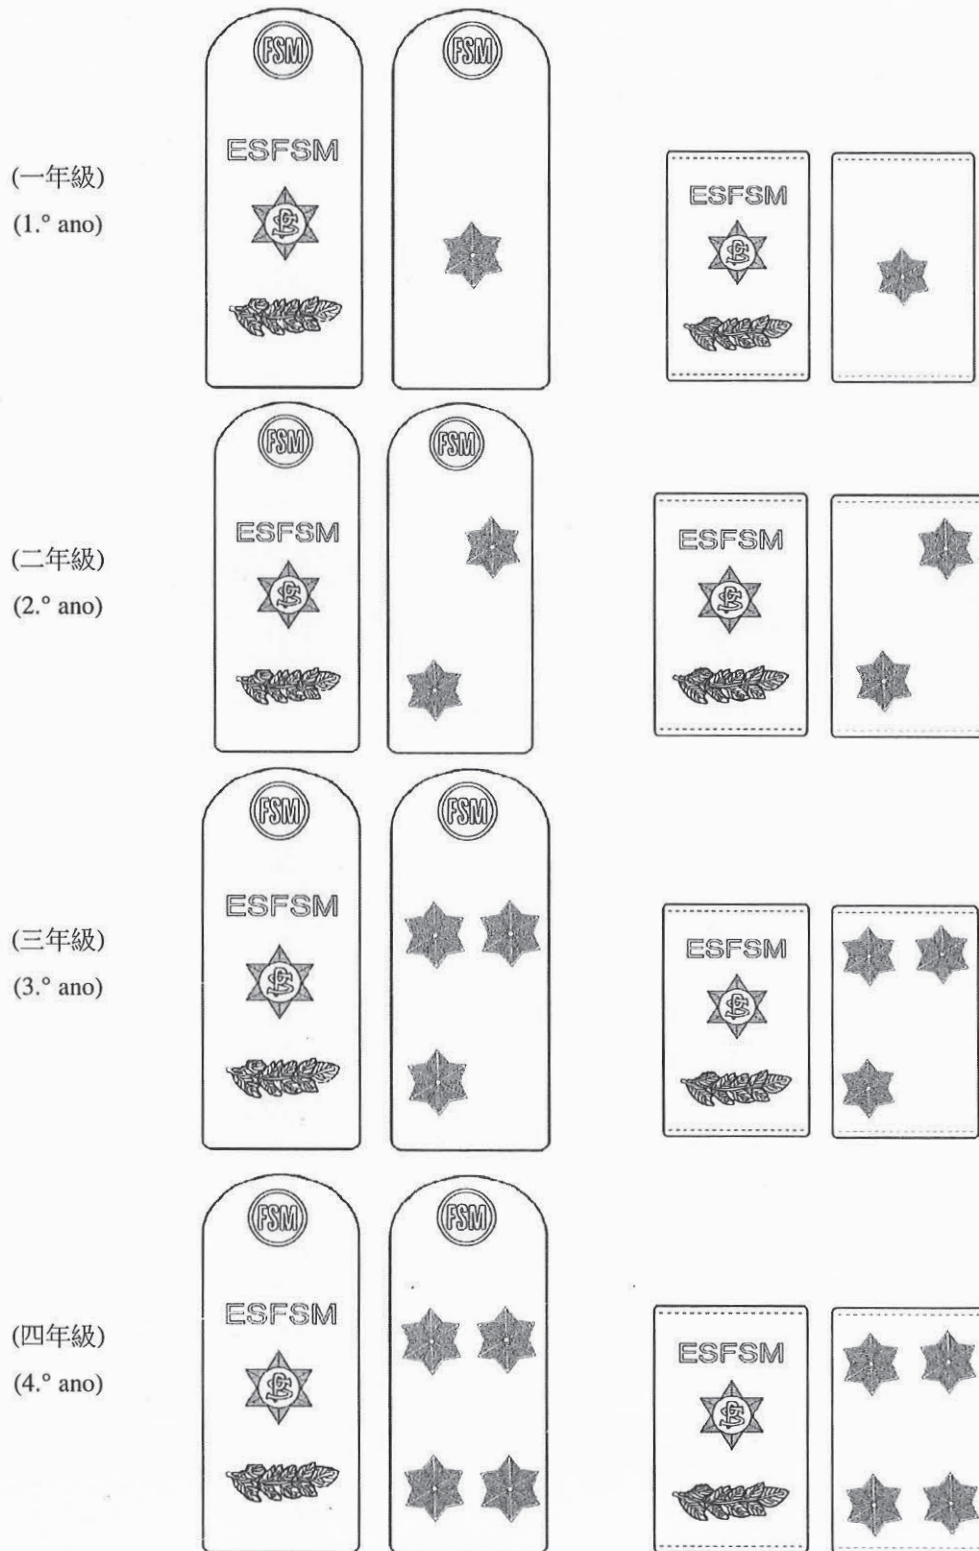 FSM
FSM
ESFSM
(一年級)
(1.º ano)
ESFSM
FSM
FSM
ESFSM
(二年級)
(2.º ano)
ESFSM
FSM
FSM
ESFSM
(三年級)
(3.º ano)
ESFSM
FSM
FSM
ESFSM
(四年級)
(4.º ano)
ESFSM